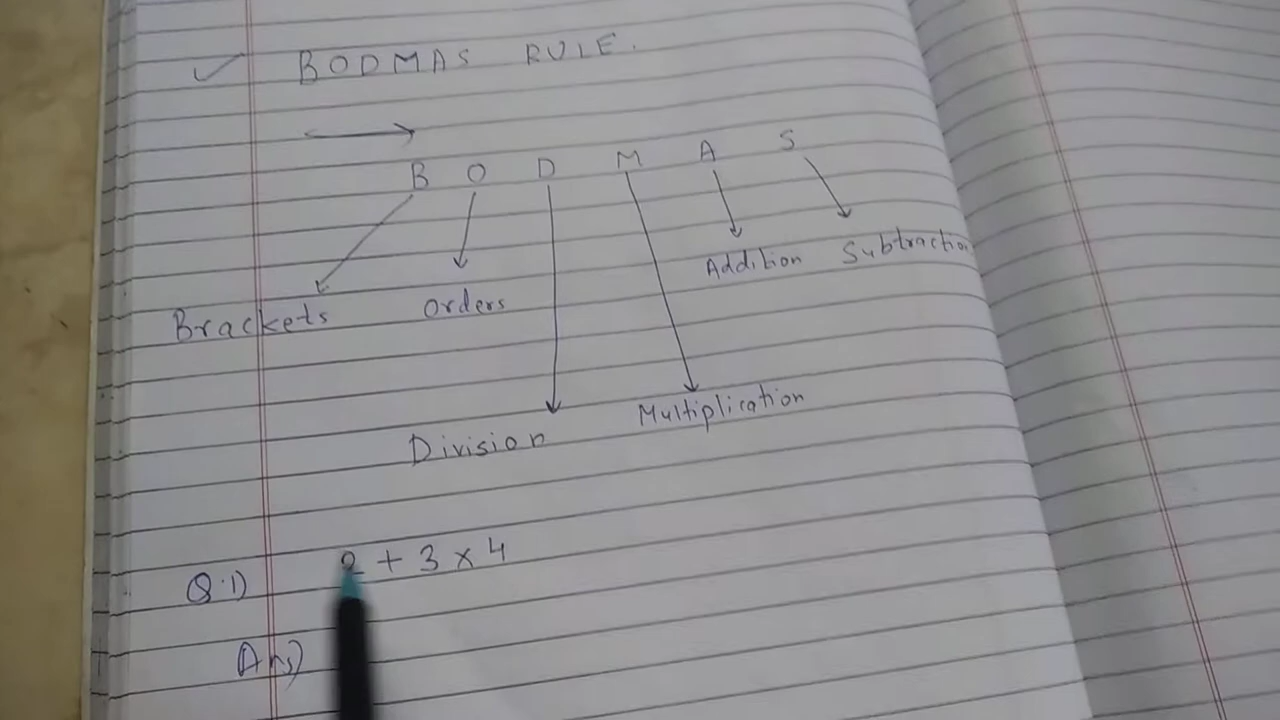 ✓ BODMAS RULE.
→
B O D M A S
Addition Subtraction
Brackets Orders
Multiplication
Division
Q.1) 2 + 3 × 4
Ans)